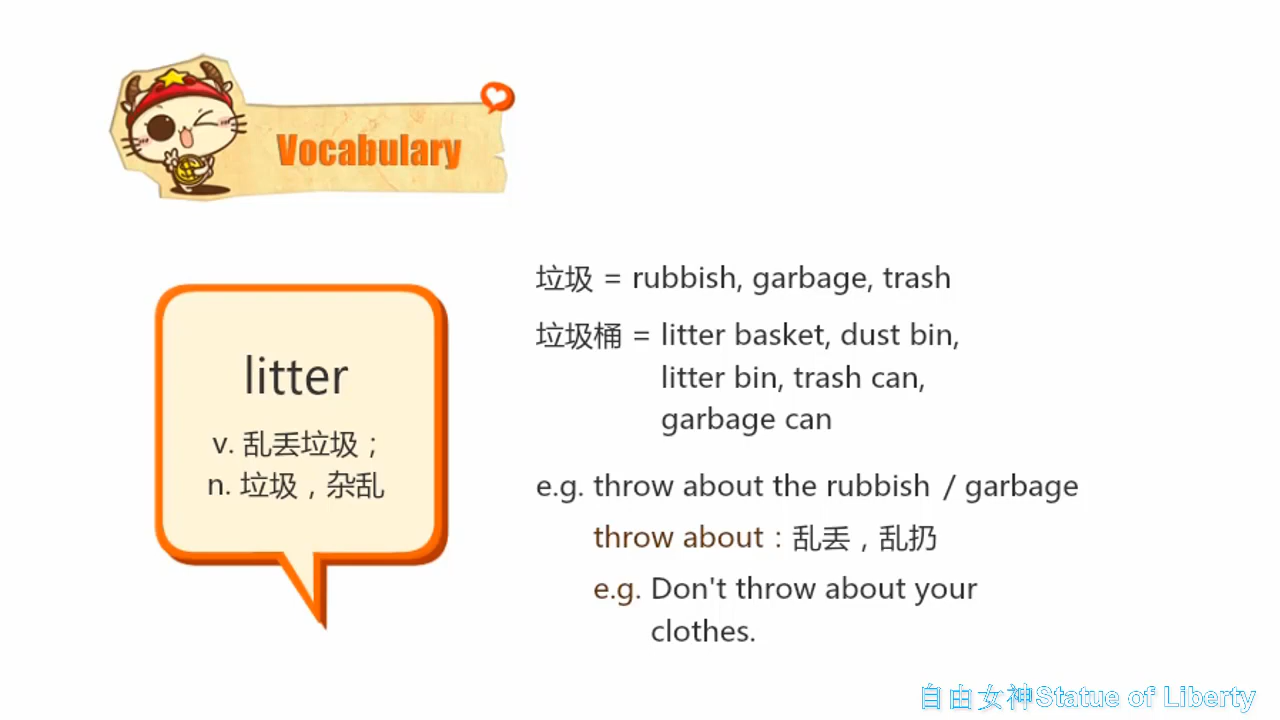 Vocabulary
litter
v. 乱丢垃圾；
n. 垃圾，杂乱
垃圾 = rubbish, garbage, trash
垃圾桶 = litter basket, dust bin,
litter bin, trash can,
garbage can
e.g. throw about the rubbish / garbage
throw about：乱丢，乱扔
e.g. Don't throw about your
clothes.
自由女神Statue of Liberty